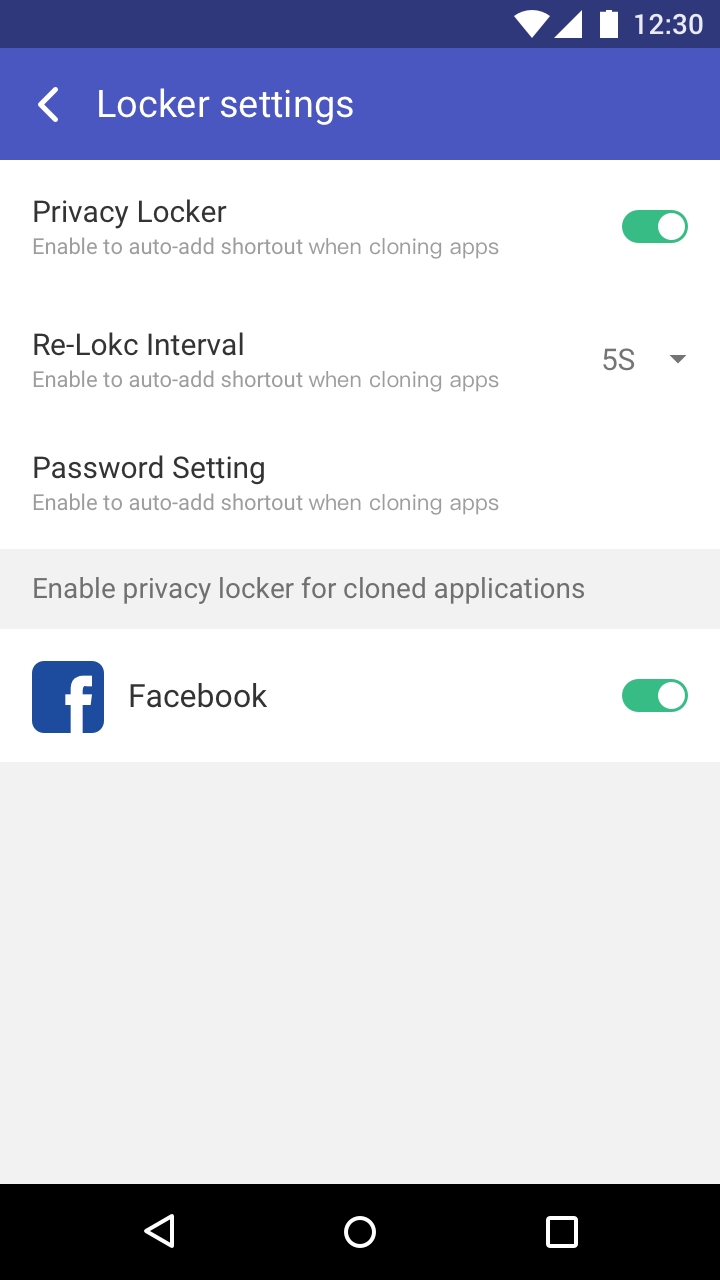 12:30
Locker settings
Privacy Locker
Enable to auto-add shortout when cloning apps
Re-Lokc Interval
Enable to auto-add shortout when cloning apps
5S
Password Setting
Enable to auto-add shortout when cloning apps
Enable privacy locker for cloned applications
f
Facebook